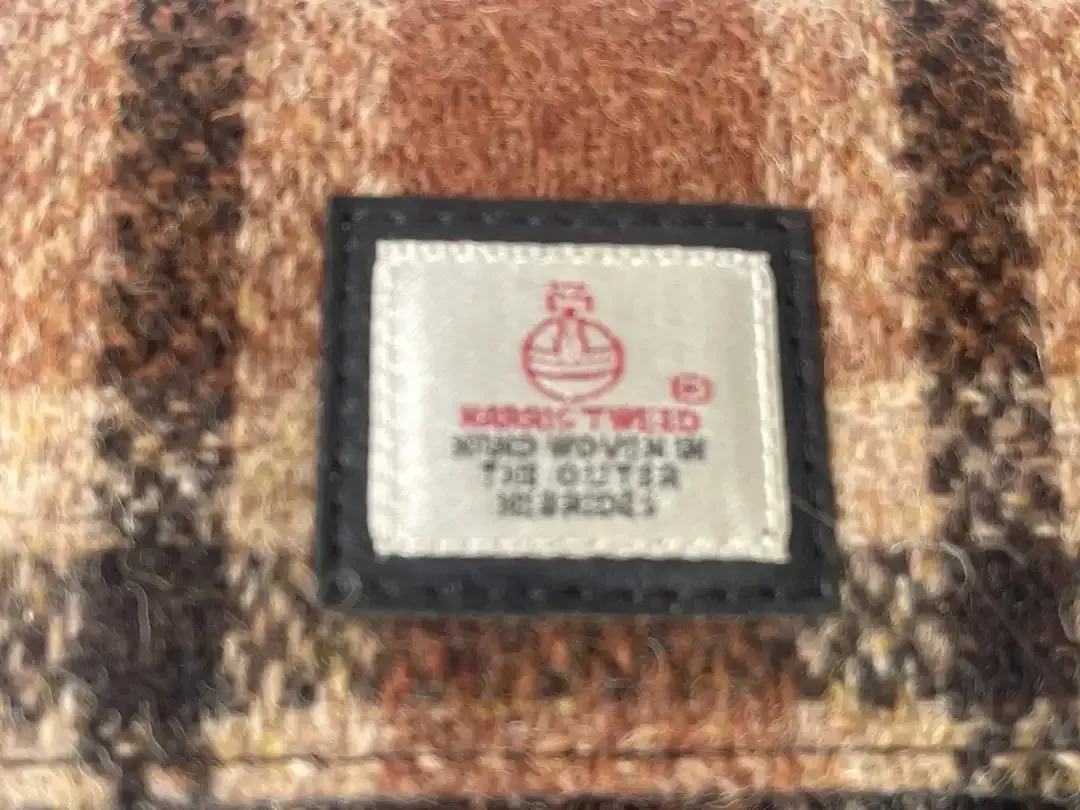 ®
HARRIS TWEED
HAND WOVEN IN
THE OUTER
HEBRIDES